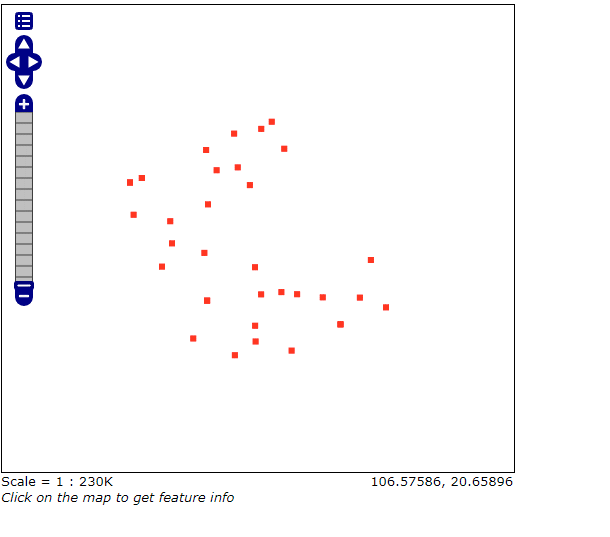 Scale = 1 : 230K
106.57586, 20.65896
Click on the map to get feature info